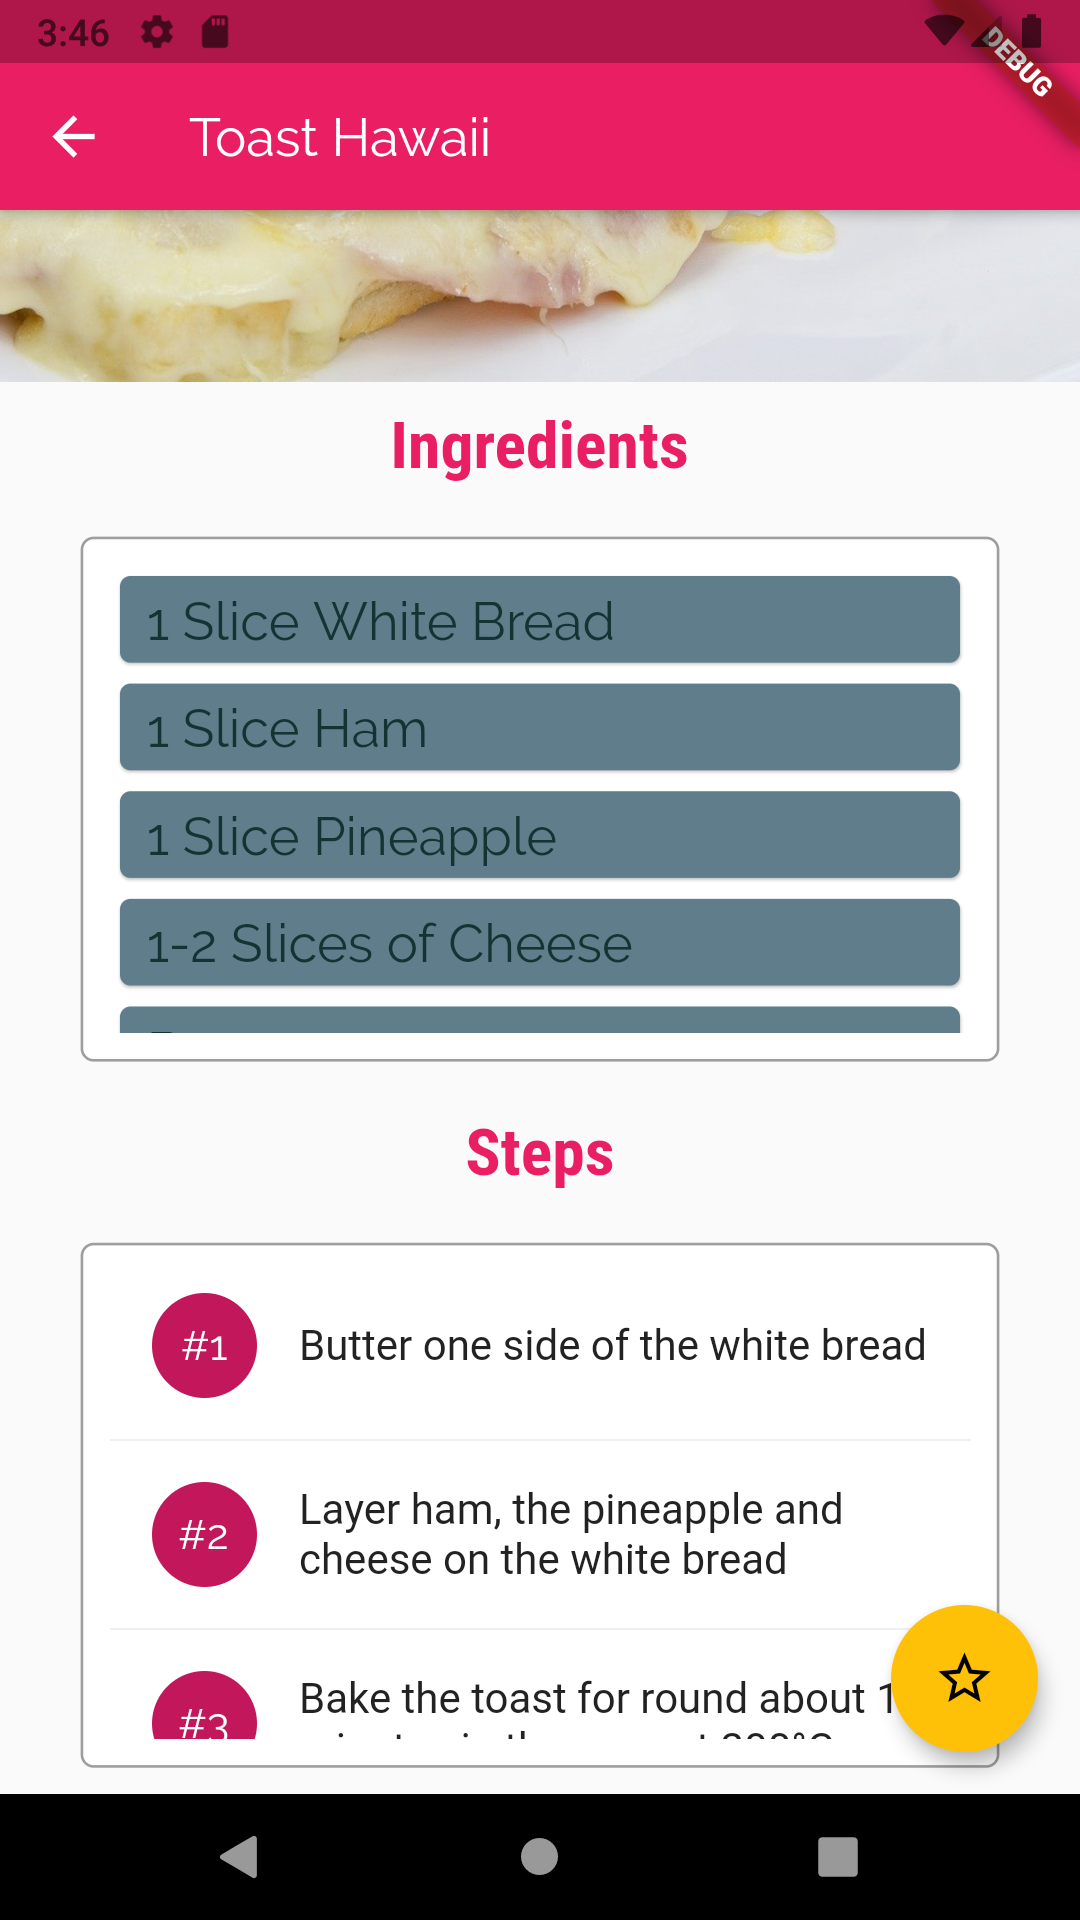 3:46
DEBUG
Toast Hawaii
Ingredients
1 Slice White Bread
1 Slice Ham
1 Slice Pineapple
1-2 Slices of Cheese
Steps
#1 Butter one side of the white bread
#2 Layer ham, the pineapple and
cheese on the white bread
#3 Bake the toast for round about